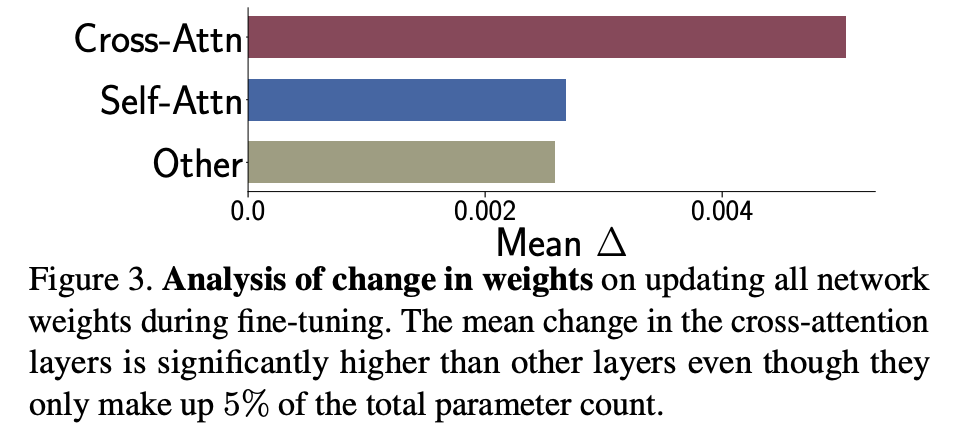 Cross-Attn
Self-Attn
Other
0.0 0.002 0.004
Mean Δ
Figure 3. Analysis of change in weights on updating all network
weights during fine-tuning. The mean change in the cross-attention
layers is significantly higher than other layers even though they
only make up 5% of the total parameter count.